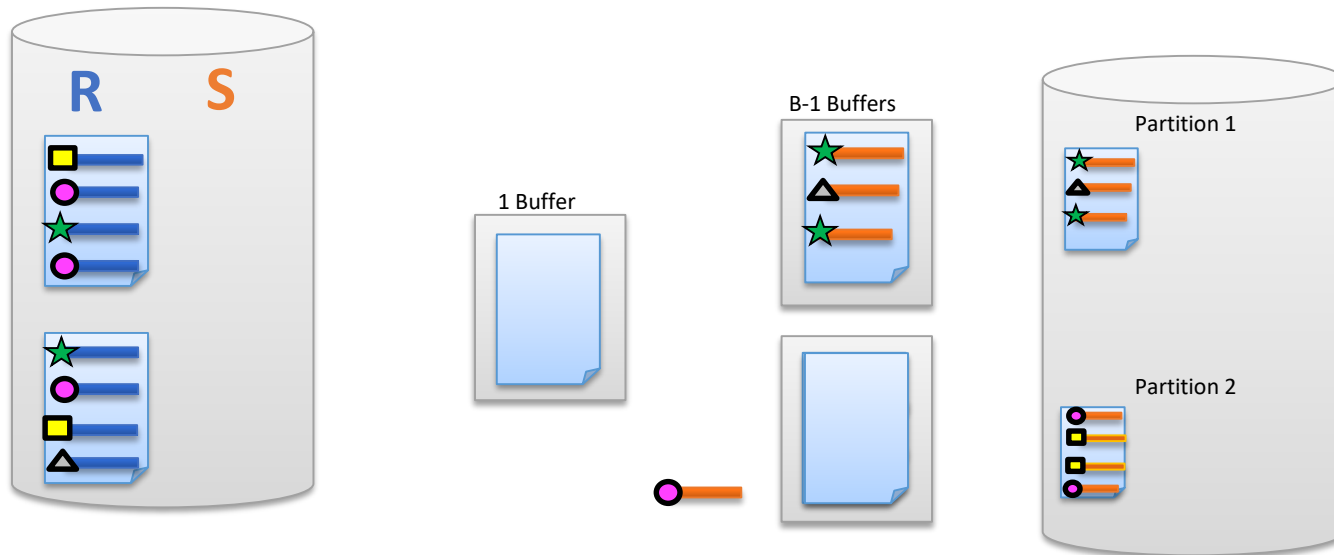 R S
1 Buffer
B-1 Buffers
Partition 1
Partition 2